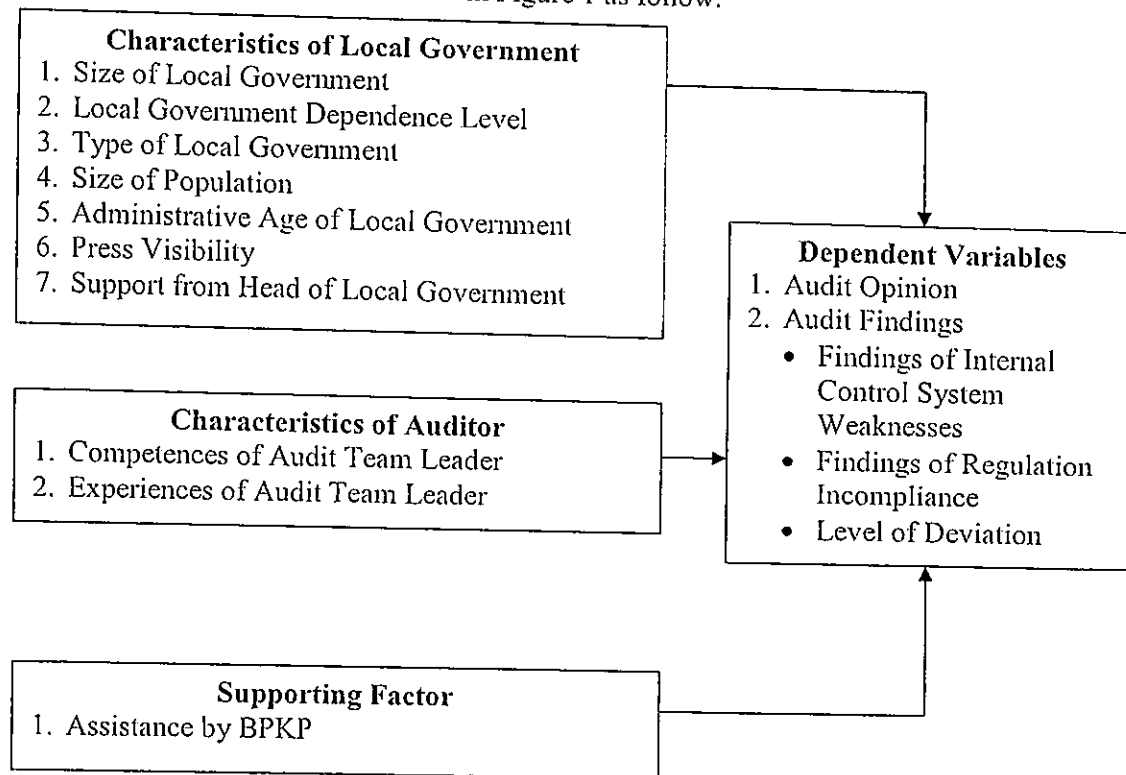 Figure 1 as follow:
Characteristics of Local Government
1. Size of Local Government
2. Local Government Dependence Level
3. Type of Local Government
4. Size of Population
5. Administrative Age of Local Government
6. Press Visibility
7. Support from Head of Local Government
Characteristics of Auditor
1. Competences of Audit Team Leader
2. Experiences of Audit Team Leader
Supporting Factor
1. Assistance by BPKP
Dependent Variables
1. Audit Opinion
2. Audit Findings
• Findings of Internal
Control System
Weaknesses
• Findings of Regulation
Incompliance
• Level of Deviation